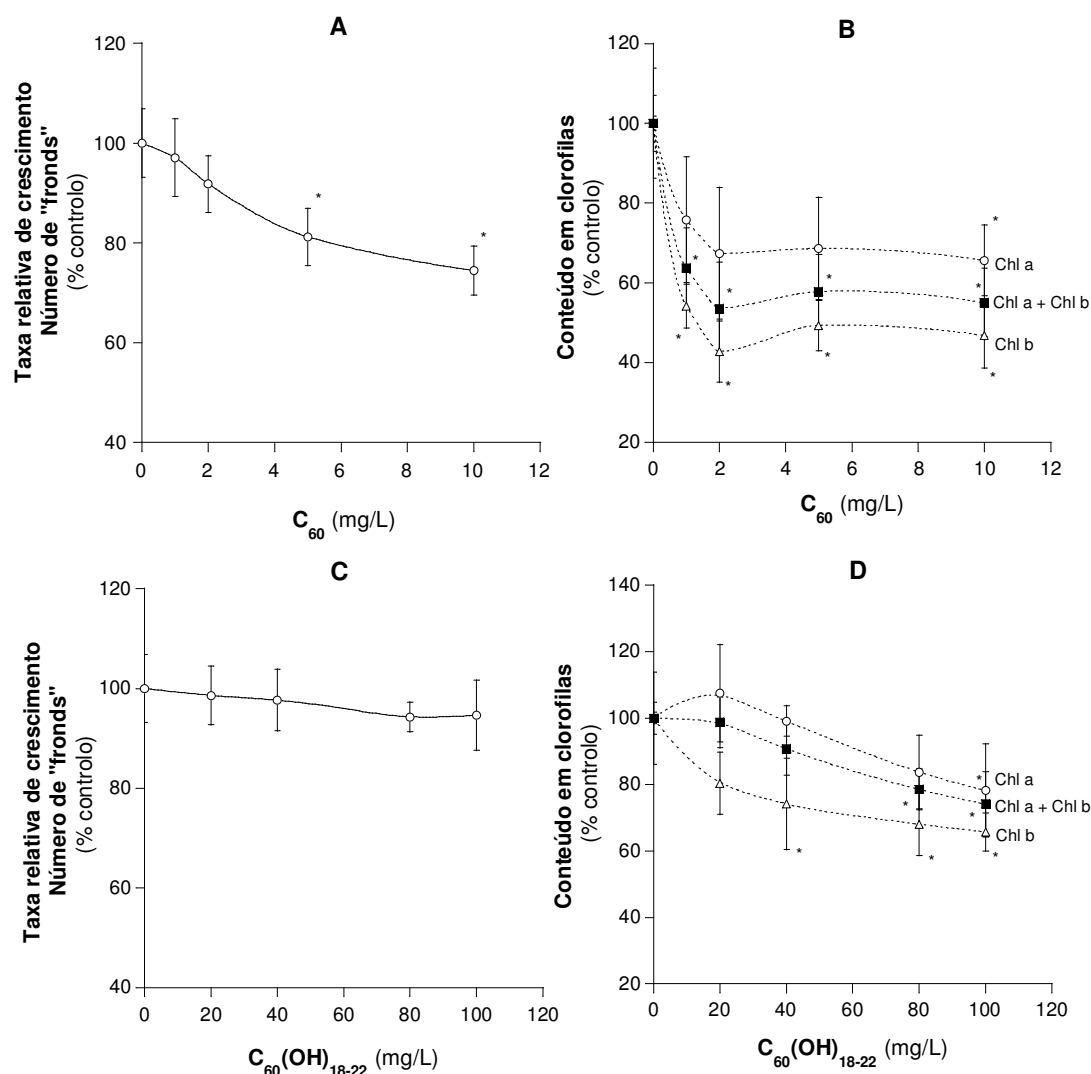 A
Taxa relativa de crescimento
Número de "fronds"
(% controlo)
120
100
80
60
40
*
*
0 2 4 6 8 10 12
C60 (mg/L)
B
Conteúdo em clorofilas
(% controlo)
120
100
80
60
40
20
*
*
*
*
*
*
*
*
*
Chl a
Chl a + Chl b
Chl b
0 2 4 6 8 10 12
C60 (mg/L)
C
Taxa relativa de crescimento
Número de "fronds"
(% controlo)
120
100
80
60
40
0 20 40 60 80 100 120
C60(OH)18-22 (mg/L)
D
Conteúdo em clorofilas
(% controlo)
140
120
100
80
60
40
20
*
*
*
*
*
*
Chl a
Chl a + Chl b
Chl b
0 20 40 60 80 100 120
C60(OH)18-22 (mg/L)